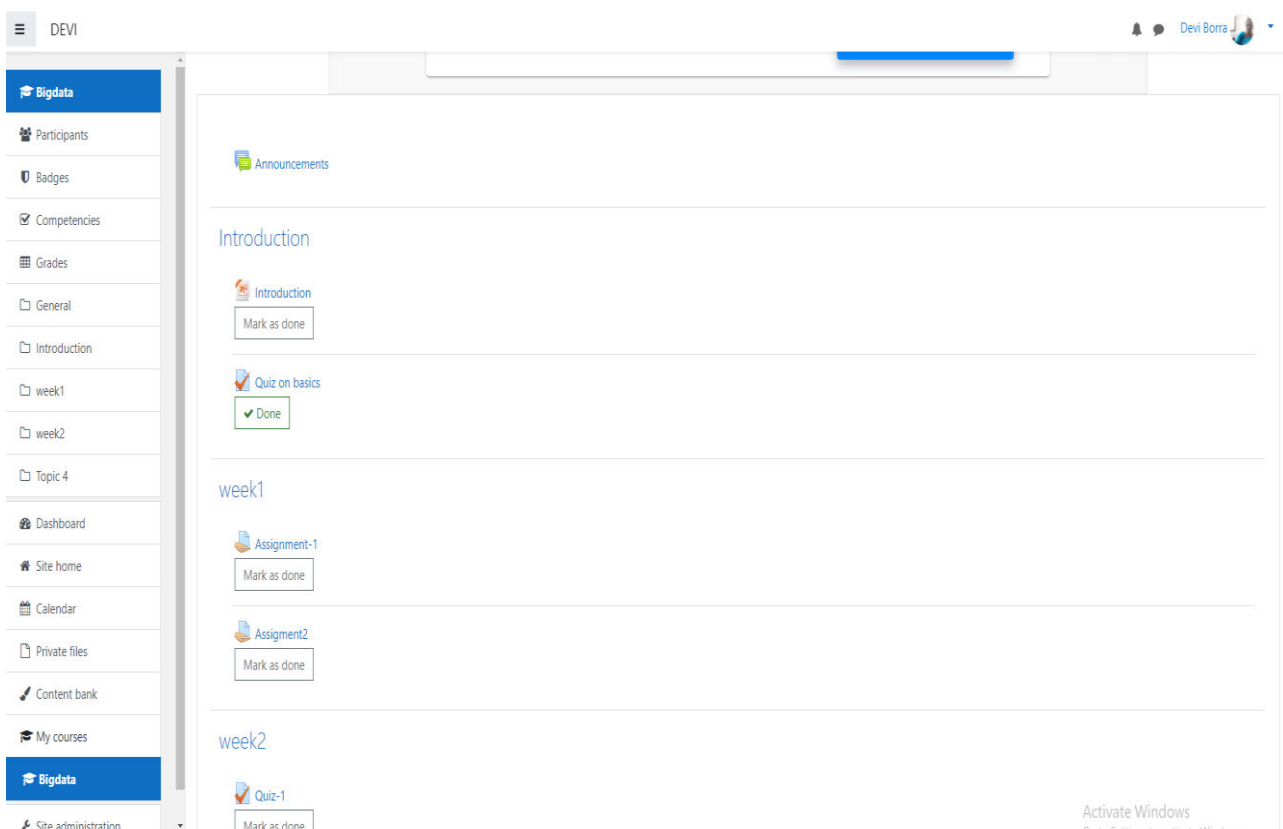 DEVI
Devi Borra
Bigdata
Participants
Badges
Competencies
Grades
General
Introduction
week1
week2
Topic 4
Dashboard
Site home
Calendar
Private files
Content bank
My courses
Bigdata
Site administration
Announcements
Introduction
Introduction
Mark as done
Quiz on basics
Done
week1
Assignment-1
Mark as done
Assigment2
Mark as done
week2
Quiz-1
Mark as done
Activate Windows